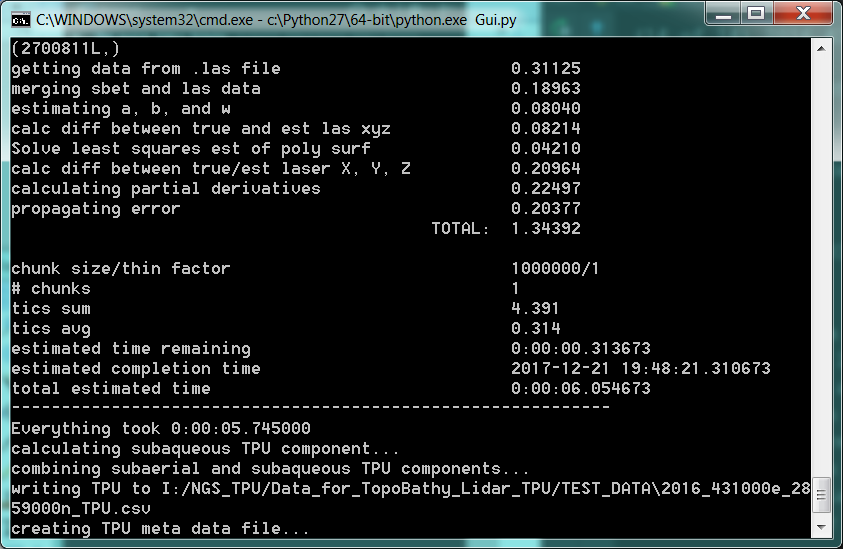 C:\WINDOWS\system32\cmd.exe - c:\Python27\64-bit\python.exe Gui.py
(2700811L,)
getting data from .las file 0.31125
merging sbet and las data 0.18963
estimating a, b, and w 0.08040
calc diff between true and est las xyz 0.08214
Solve least squares est of poly surf 0.04210
calc diff between true/est laser X, Y, Z 0.20964
calculating partial derivatives 0.22497
propagating error 0.20377
TOTAL: 1.34392
chunk size/thin factor 1000000/1
# chunks 1
tics sum 4.391
tics avg 0.314
estimated time remaining 0:00:00.313673
estimated completion time 2017-12-21 19:48:21.310673
total estimated time 0:00:06.054673
------------------------------------------------------------
Everything took 0:00:05.745000
calculating subaqueous TPU component...
combining subaerial and subaqueous TPU components...
writing TPU to I:/NGS_TPU/Data_for_TopoBathy_Lidar_TPU/TEST_DATA\2016_431000e_28
59000n_TPU.csv
creating TPU meta data file...